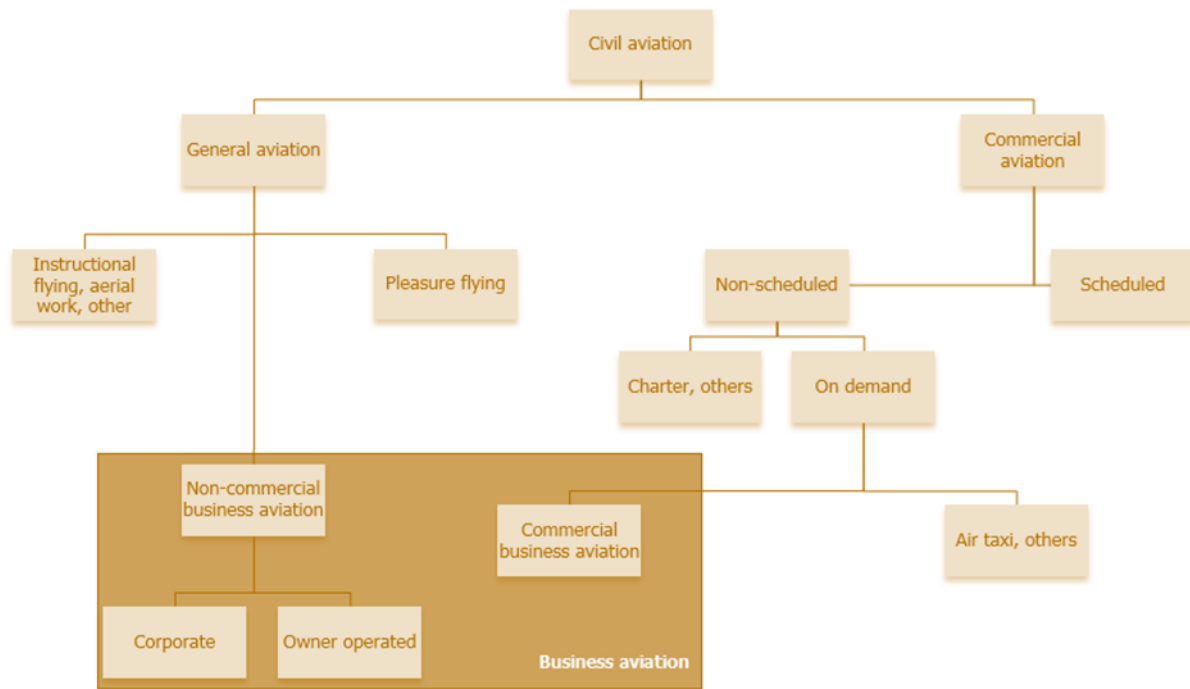 Civil aviation
General aviation
Commercial
aviation
Instructional
flying, aerial
work, other
Pleasure flying
Non-scheduled
Scheduled
Charter, others
On demand
Non-commercial
business aviation
Commercial
business aviation
Air taxi, others
Corporate
Owner operated
Business aviation